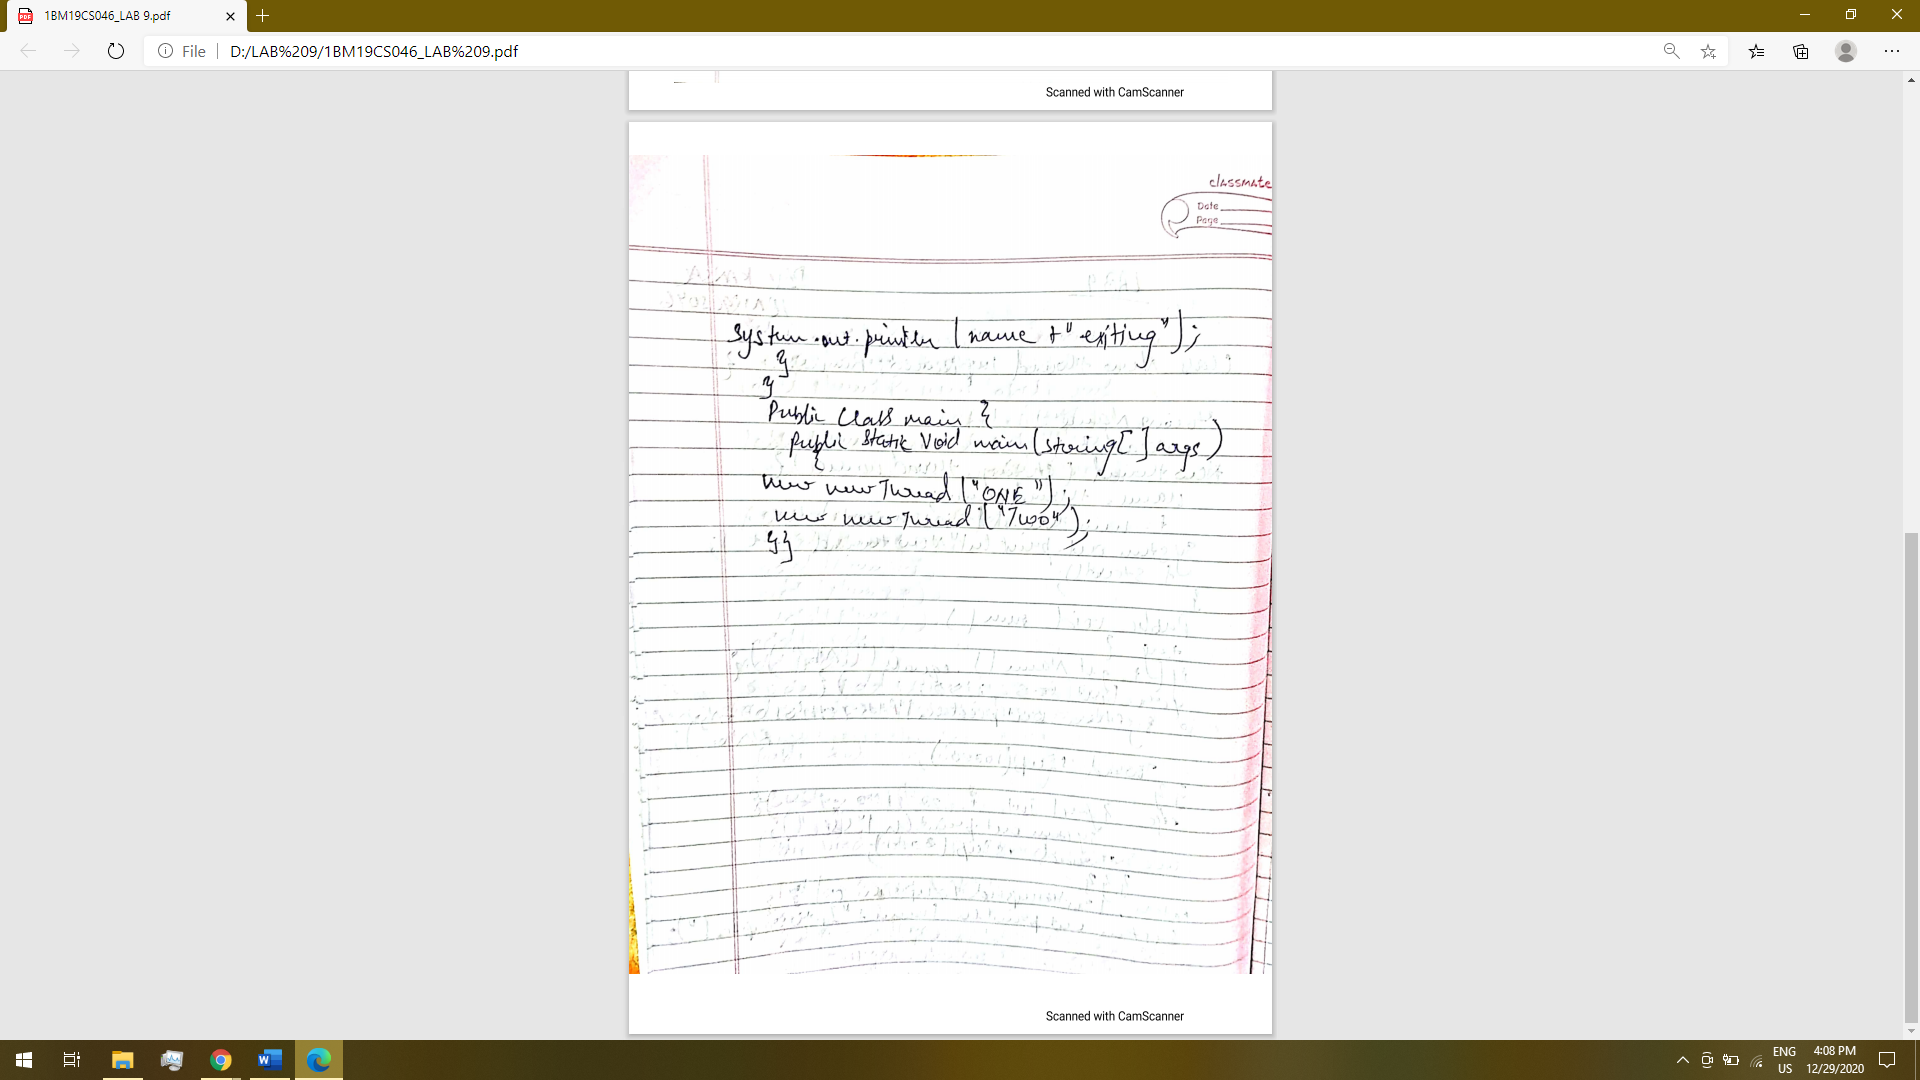 1BM19CS046_LAB 9.pdf
File
D:/LAB%209/1BM19CS046_LAB%209.pdf
Scanned with CamScanner
classmate
Date
Page
System.out.println (name + " exiting");
}
}
Public Class main {
public Static Void main(String[ ] args)
{
new newThread ("ONE");
new newThread ("Two");
}}
Scanned with CamScanner
ENG
US
4:08 PM
12/29/2020